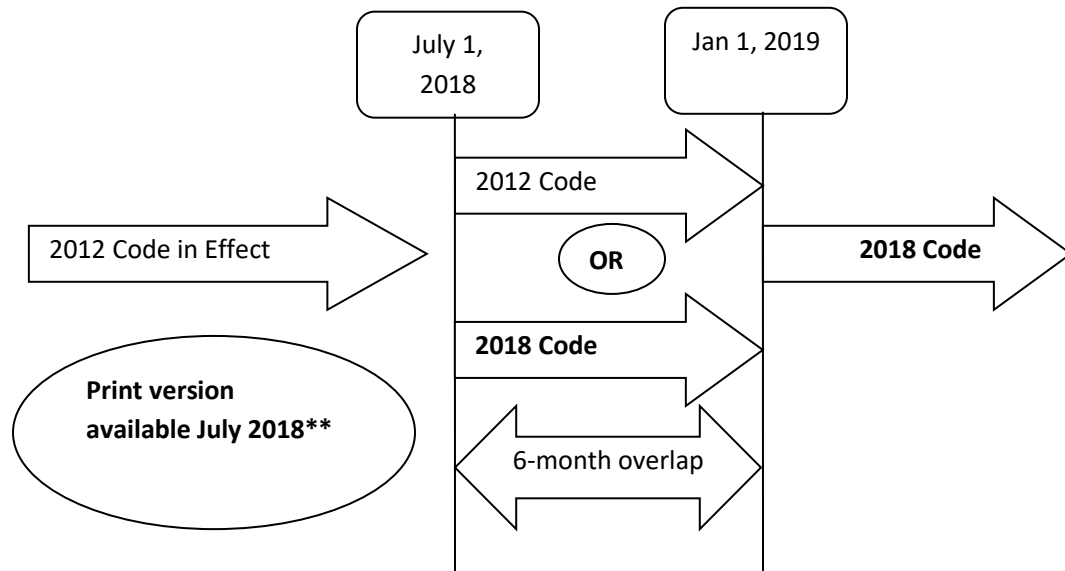 July 1,
2018
Jan 1, 2019
2012 Code
2012 Code in Effect
OR
2018 Code
2018 Code
Print version
available July 2018**
6-month overlap